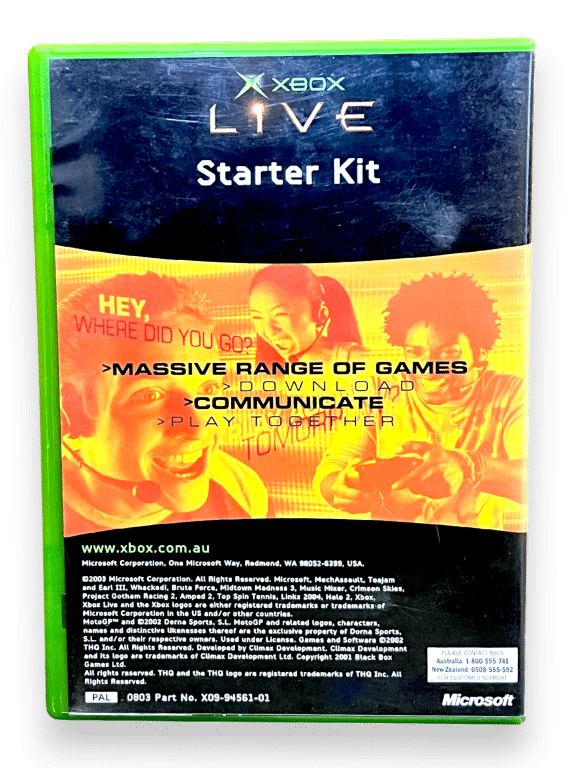 XBOX
LIVE
Starter Kit
HEY,
WHERE DID YOU GO?
>MASSIVE RANGE OF GAMES
>DOWNLOAD
>COMMUNICATE
>PLAY TOGETHER
www.xbox.com.au
Microsoft Corporation, One Microsoft Way, Redmond, WA 98052-6399, USA.
©2003 Microsoft Corporation. All Rights Reserved. Microsoft, MechAssault, Toejam
and Earl III, Whacked!, Brute Force, Midtown Madness 3, Music Mixer, Crimson Skies,
Project Gotham Racing 2, Amped 2, Top Spin Tennis, Links 2004, Halo 2, Xbox,
Xbox Live and the Xbox logos are either registered trademarks or trademarks of
Microsoft Corporation in the US and/or other countries.
MotoGP™ and ©2002 Dorna Sports, S.L. MotoGP and related logos, characters,
names and distinctive likenesses thereof are the exclusive property of Dorna Sports,
S.L. and/or their respective owners. Used under License. Games and Software ©2002
THQ Inc. All Rights Reserved. Developed by Climax Development. Climax Development
and its logo are trademarks of Climax Development Ltd. Copyright 2001 Black Box
Games Ltd.
All rights reserved. THQ and the THQ logo are registered trademarks of THQ Inc. All
Rights Reserved.
PAL 0803 Part No. X09-94561-01
PLEASE CONTACT XBOX
Australia: 1-800-555-741
New Zealand: 0508-555-592
FOR CUSTOMER SUPPORT
Microsoft